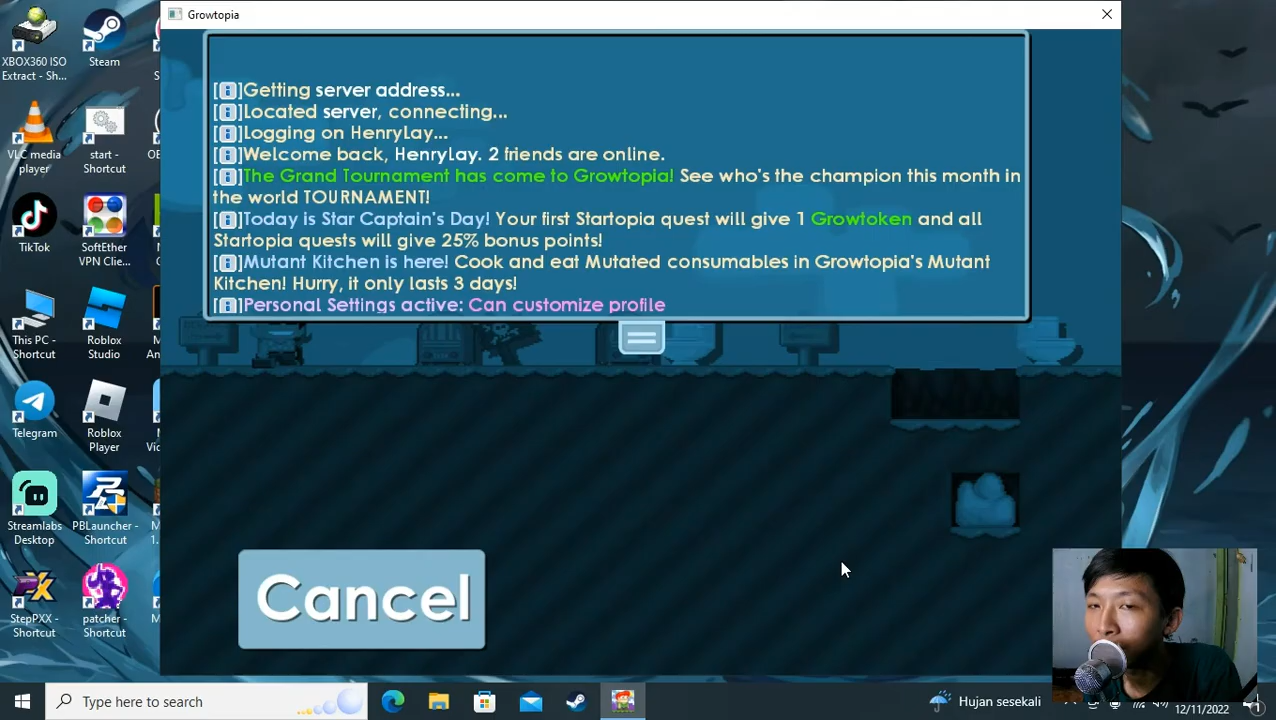 Growtopia
XBOX360 ISO
Extract - Sh...
Steam
VLC media
player
start -
Shortcut
TikTok
SoftEther
VPN Clie...
This PC -
Shortcut
Roblox
Studio
Telegram
Roblox
Player
Streamlabs
Desktop
PBLauncher -
Shortcut
StepPXX -
Shortcut
patcher -
Shortcut
[i]Getting server address...
[i]Located server, connecting...
[i]Logging on HenryLay...
[i]Welcome back, HenryLay. 2 friends are online.
[i]The Grand Tournament has come to Growtopia! See who's the champion this month in
the world TOURNAMENT!
[i]Today is Star Captain's Day! Your first Startopia quest will give 1 Growtoken and all
Startopia quests will give 25% bonus points!
[i]Mutant Kitchen is here! Cook and eat Mutated consumables in Growtopia's Mutant
Kitchen! Hurry, it only lasts 3 days!
[i]Personal Settings active: Can customize profile
Cancel
Type here to search
Hujan sesekali
12/11/2022